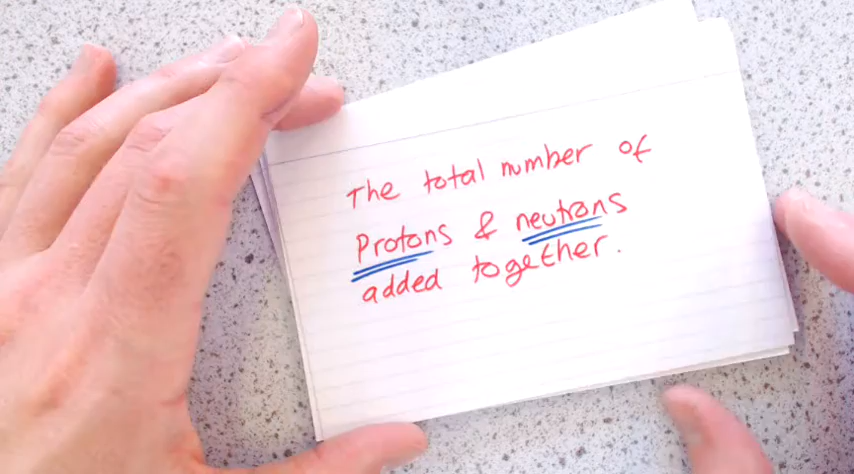 The total number of
Protons & neutrons
added together.